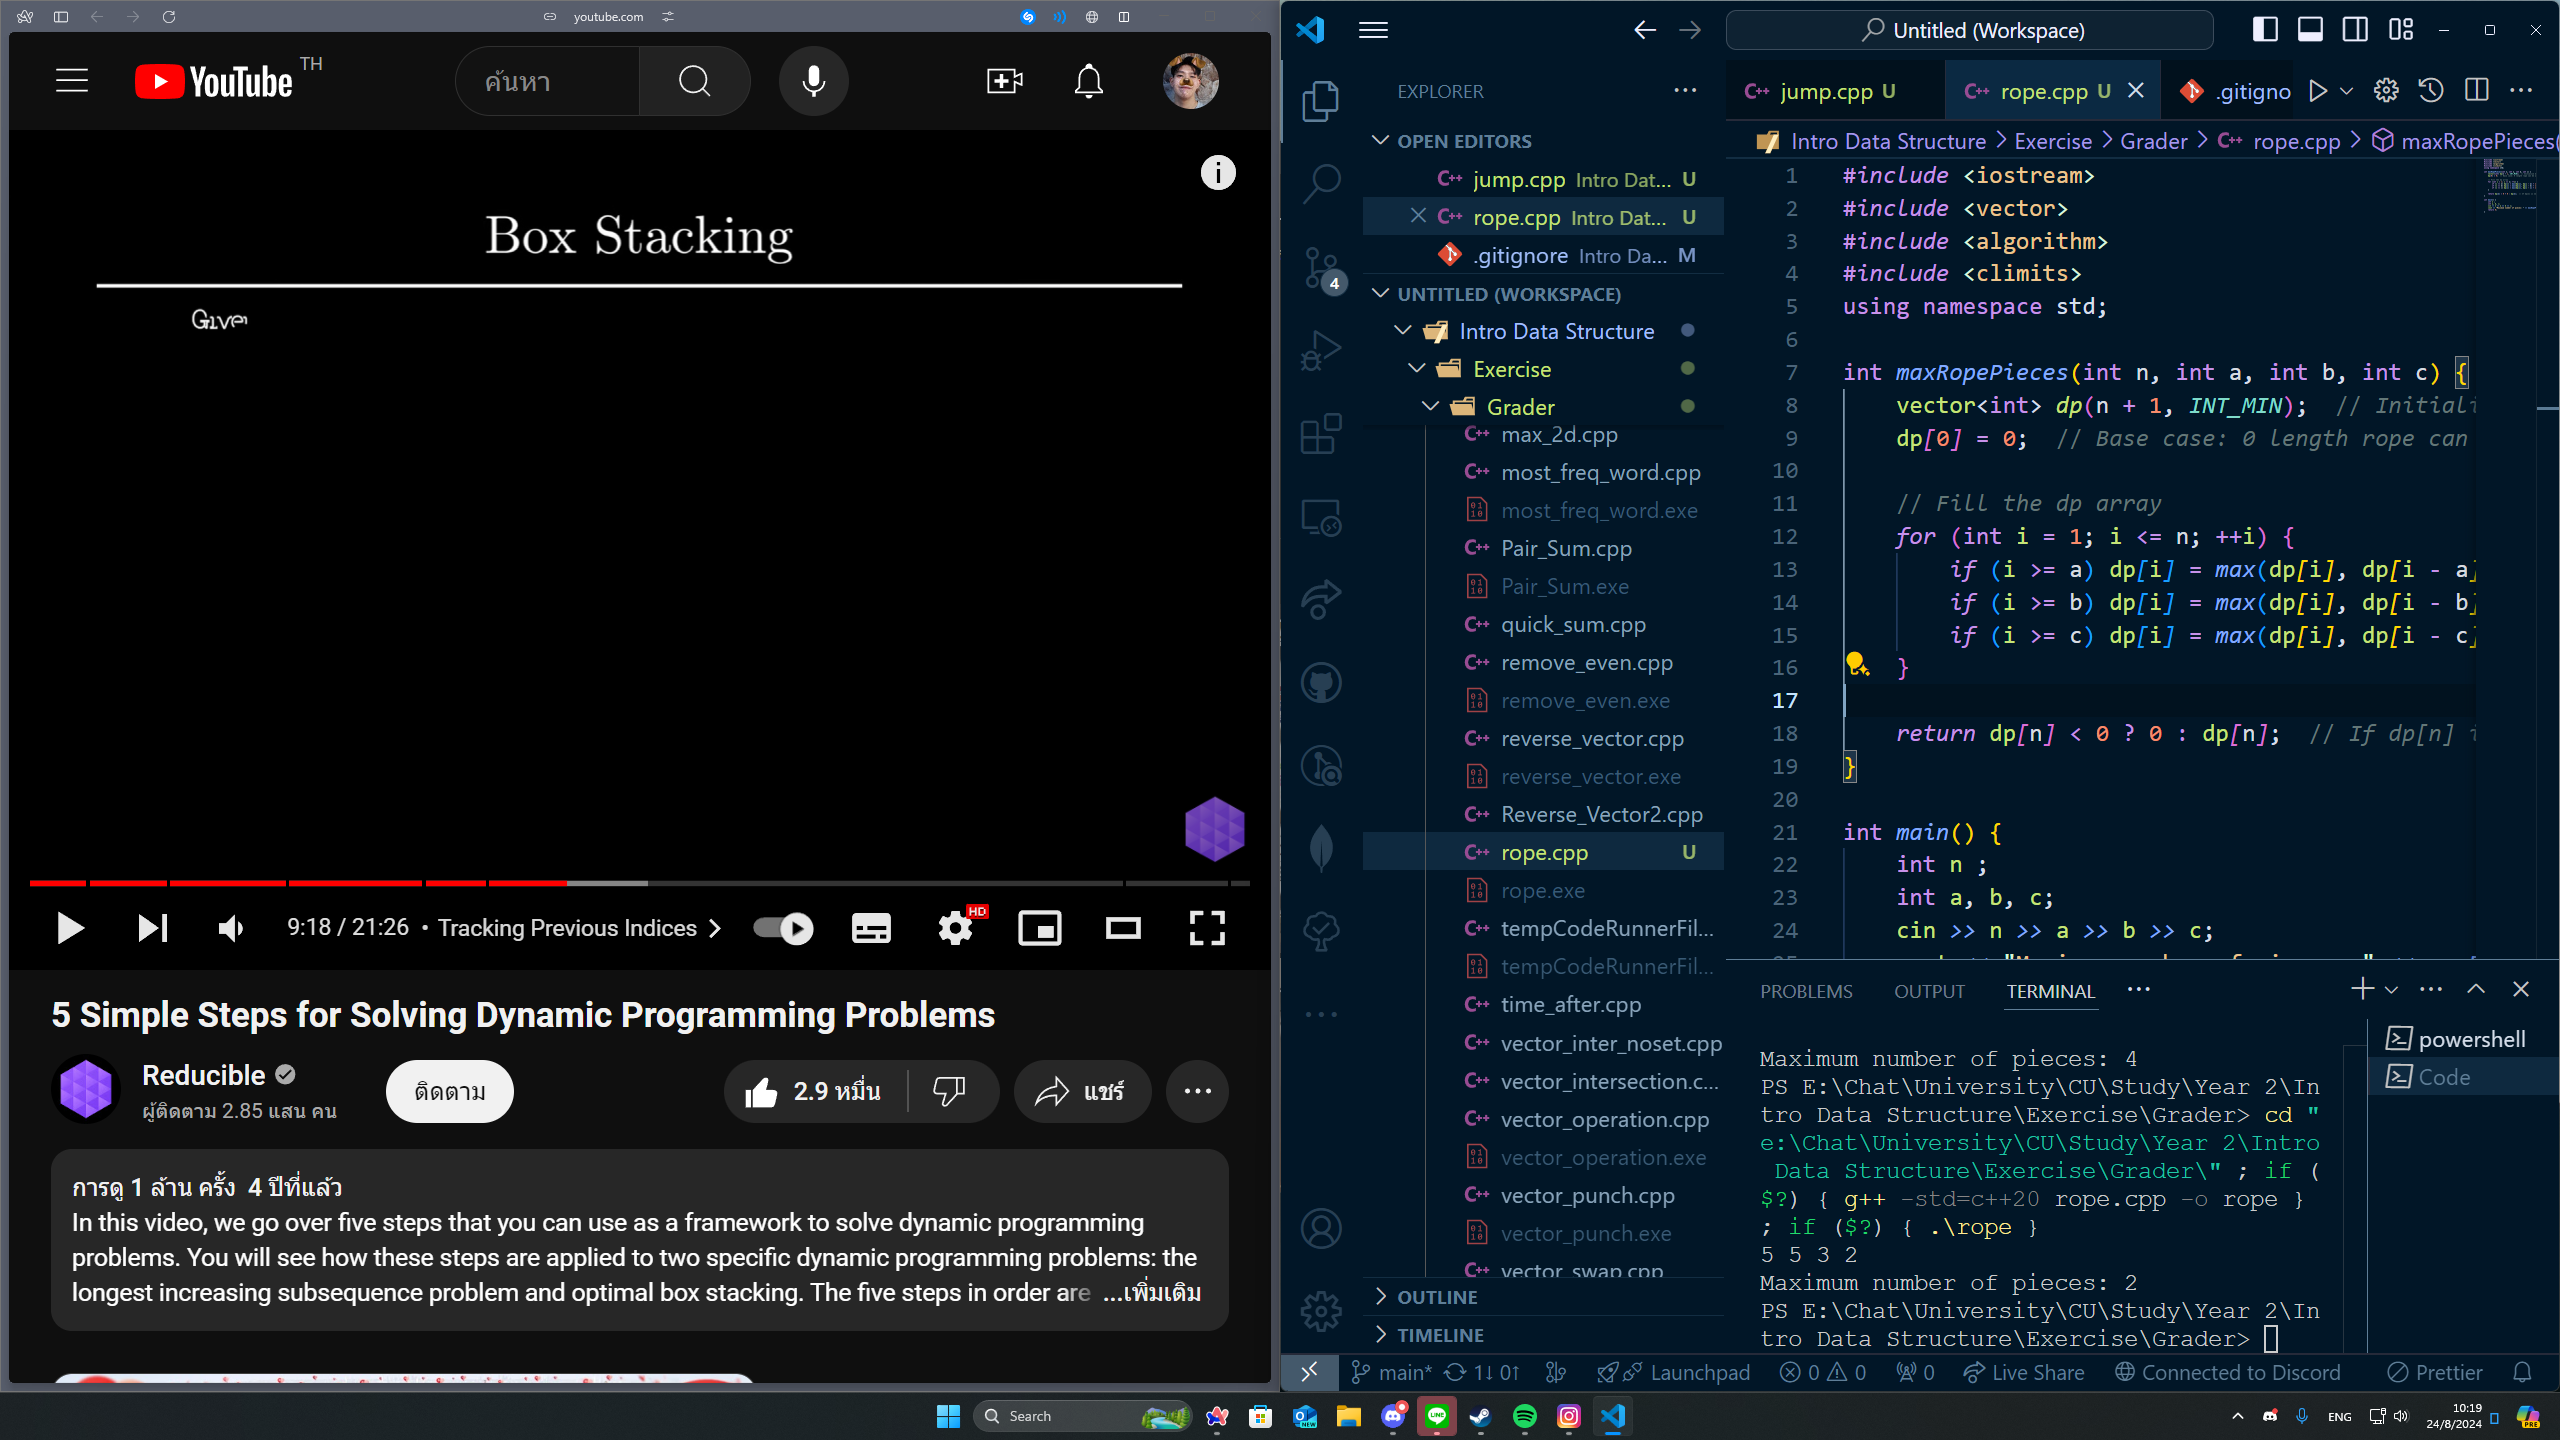 youtube.com
YouTube TH
ค้นหา
Box Stacking
Given
9:18 / 21:26 • Tracking Previous Indices
HD
5 Simple Steps for Solving Dynamic Programming Problems
Reducible
ผู้ติดตาม 2.85 แสน คน
ติดตาม
2.9 หมื่น
แชร์
การดู 1 ล้าน ครั้ง 4 ปีที่แล้ว
In this video, we go over five steps that you can use as a framework to solve dynamic programming
problems. You will see how these steps are applied to two specific dynamic programming problems: the
longest increasing subsequence problem and optimal box stacking. The five steps in order are ...เพิ่มเติม
Untitled (Workspace)
EXPLORER
OPEN EDITORS
jump.cpp Intro Dat... U
rope.cpp Intro Dat... U
.gitignore Intro Da... M
4
UNTITLED (WORKSPACE)
Intro Data Structure
Exercise
Grader
max_2d.cpp
most_freq_word.cpp
most_freq_word.exe
Pair_Sum.cpp
Pair_Sum.exe
quick_sum.cpp
remove_even.cpp
remove_even.exe
reverse_vector.cpp
reverse_vector.exe
Reverse_Vector2.cpp
rope.cpp U
rope.exe
tempCodeRunnerFil...
tempCodeRunnerFil...
time_after.cpp
vector_inter_noset.cpp
vector_intersection.c...
vector_operation.cpp
vector_operation.exe
vector_punch.cpp
vector_punch.exe
vector_swap.cpp
OUTLINE
TIMELINE
jump.cpp U
rope.cpp U
.gitigno
Intro Data Structure > Exercise > Grader > rope.cpp > maxRopePieces(
1 #include <iostream>
2 #include <vector>
3 #include <algorithm>
4 #include <climits>
5 using namespace std;
6
7 int maxRopePieces(int n, int a, int b, int c) {
8 vector<int> dp(n + 1, INT_MIN); // Initiali
9 dp[0] = 0; // Base case: 0 length rope can
10
11 // Fill the dp array
12 for (int i = 1; i <= n; ++i) {
13 if (i >= a) dp[i] = max(dp[i], dp[i - a]
14 if (i >= b) dp[i] = max(dp[i], dp[i - b]
15 if (i >= c) dp[i] = max(dp[i], dp[i - c]
16 }
17
18 return dp[n] < 0 ? 0 : dp[n]; // If dp[n] i
19 }
20
21 int main() {
22 int n ;
23 int a, b, c;
24 cin >> n >> a >> b >> c;
PROBLEMS OUTPUT TERMINAL
powershell
Code
Maximum number of pieces: 4
PS E:\Chat\University\CU\Study\Year 2\In
tro Data Structure\Exercise\Grader> cd "
e:\Chat\University\CU\Study\Year 2\Intro
 Data Structure\Exercise\Grader\" ; if (
$?) { g++ -std=c++20 rope.cpp -o rope }
; if ($?) { .\rope }
5 5 3 2
Maximum number of pieces: 2
PS E:\Chat\University\CU\Study\Year 2\In
tro Data Structure\Exercise\Grader>
main* 1↓ 0↑ Launchpad 0 0 0 Live Share Connected to Discord Prettier
Search
NEW
ENG
10:19
24/8/2024
PRE